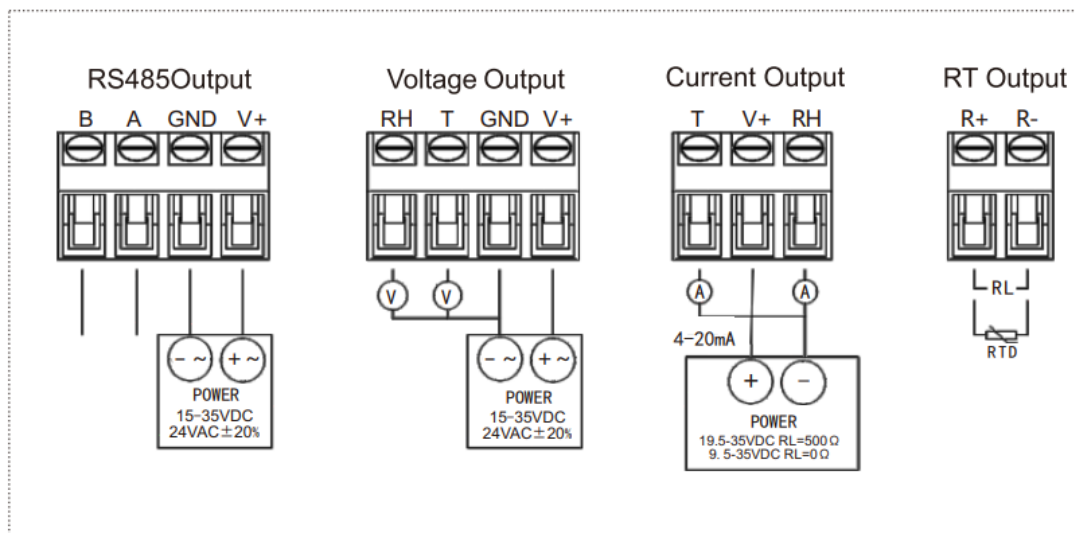 RS485Output
B A GND V+
- ~ + ~
POWER
15-35VDC
24VAC±20%
Voltage Output
RH T GND V+
V V
- ~ + ~
POWER
15-35VDC
24VAC±20%
Current Output
T V+ RH
A A
4-20mA
+ -
POWER
19.5-35VDC RL=500Ω
9.5-35VDC RL=0Ω
RT Output
R+ R-
RL
RTD